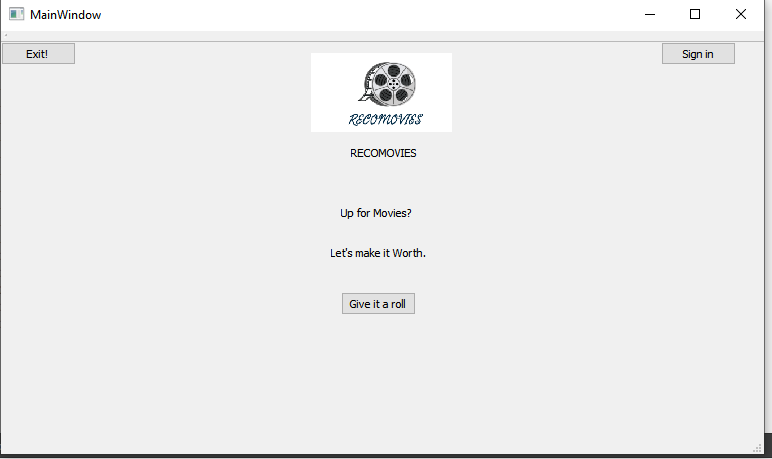 MainWindow
Exit!
Sign in
RECOMOVIES
RECOMOVIES
Up for Movies?
Let's make it Worth.
Give it a roll